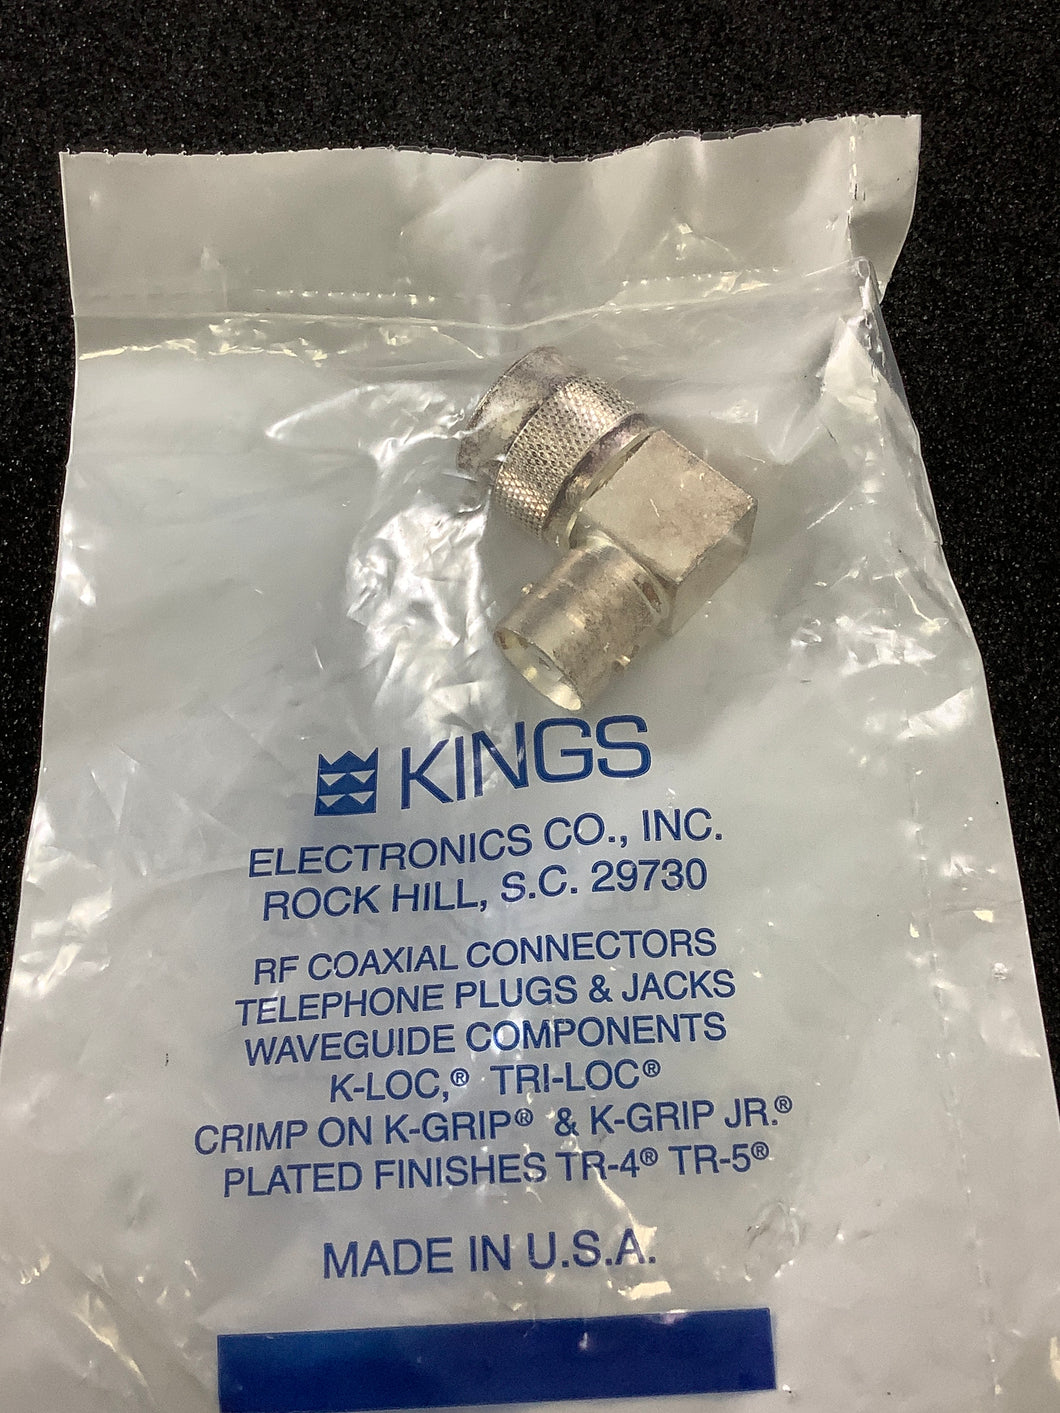 KINGS
ELECTRONICS CO., INC.
ROCK HILL, S.C. 29730
RF COAXIAL CONNECTORS
TELEPHONE PLUGS & JACKS
WAVEGUIDE COMPONENTS
K-LOC,® TRI-LOC®
CRIMP ON K-GRIP® & K-GRIP JR.®
PLATED FINISHES TR-4® TR-5®
MADE IN U.S.A.